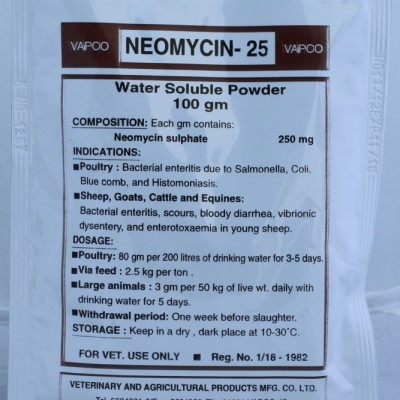 VAPCO NEOMYCIN- 25 VAPCO
Water Soluble Powder
100 gm
COMPOSITION: Each gm contains:
Neomycin sulphate 250 mg
INDICATIONS:
■Poultry : Bacterial enteritis due to Salmonella, Coli,
Blue comb, and Histomoniasis.
■Sheep, Goats, Cattle and Equines:
Bacterial enteritis, scours, bloody diarrhea, vibrionic
dysentery, and enterotoxaemia in young sheep.
DOSAGE:
■Poultry: 80 gm per 200 litres of drinking water for 3-5 days.
■Via feed : 2.5 kg per ton .
■Large animals : 3 gm per 50 kg of live wt. daily with
drinking water for 5 days.
■Withdrawal period: One week before slaughter.
STORAGE : Keep in a dry , dark place at 10-30°C.
FOR VET. USE ONLY ■ Reg. No. 1/18 - 1982
VETERINARY AND AGRICULTURAL PRODUCTS MFG. CO. LTD.